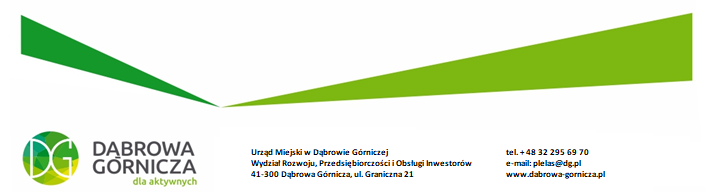 DG
DĄBROWA
GÓRNICZA
dla aktywnych
Urząd Miejski w Dąbrowie Górniczej
Wydział Rozwoju, Przedsiębiorczości i Obsługi Inwestorów
41-300 Dąbrowa Górnicza, ul. Graniczna 21
tel. + 48 32 295 69 70
e-mail: plelas@dg.pl
www.dabrowa-gornicza.pl